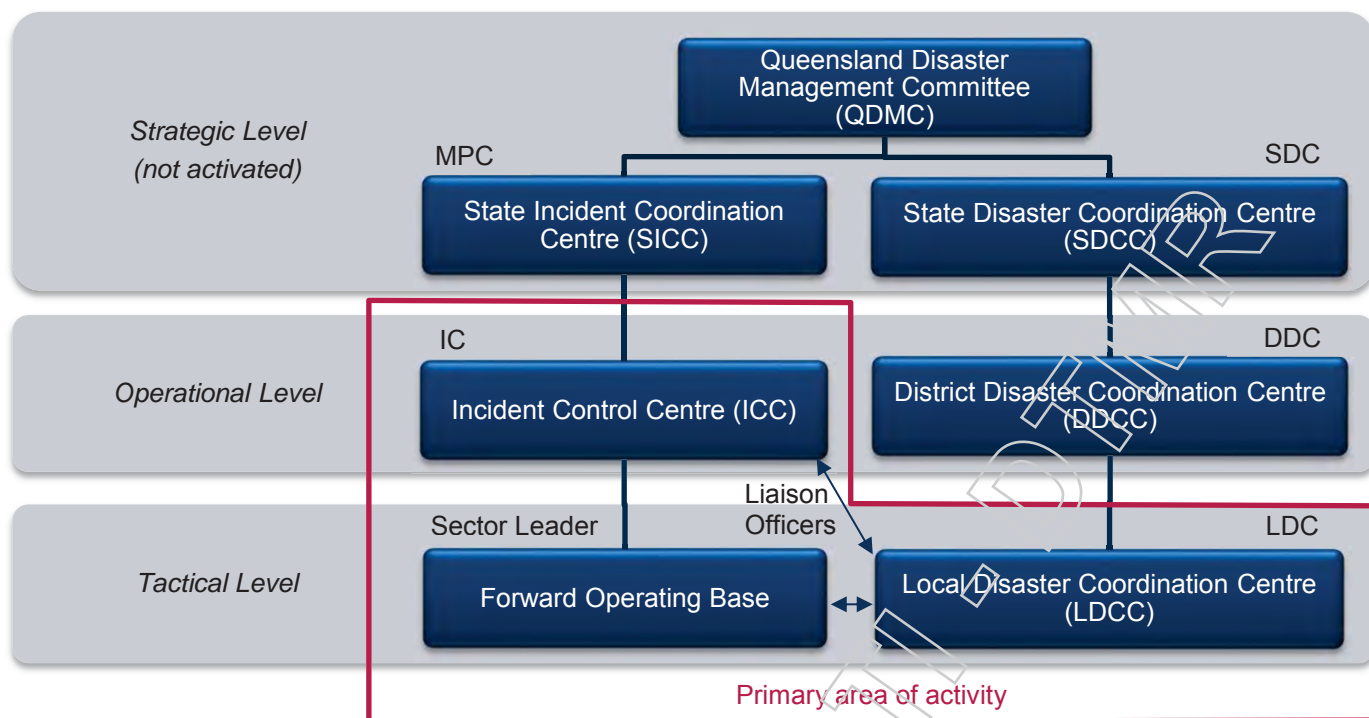 Queensland Disaster
Management Committee
(QDMC)
Strategic Level
(not activated)
MPC
SDC
State Incident Coordination
Centre (SICC)
State Disaster Coordination Centre
(SDCC)
IC
DDC
Operational Level
Incident Control Centre (ICC)
District Disaster Coordination Centre
(DDCC)
Liaison
Officers
Sector Leader
LDC
Tactical Level
Forward Operating Base
Local Disaster Coordination Centre
(LDCC)
Primary area of activity
TI - DTMR